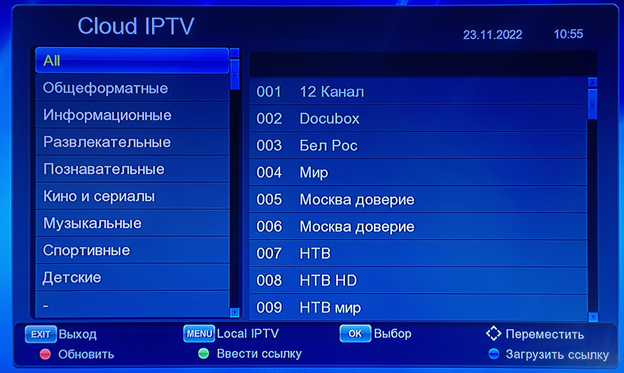 Cloud IPTV
23.11.2022 10:55
All
Общеформатные
Информационные
Развлекательные
Познавательные
Кино и сериалы
Музыкальные
Спортивные
Детские
-
001 12 Канал
002 Docubox
003 Бел Рос
004 Мир
005 Москва доверие
006 Москва доверие
007 НТВ
008 НТВ HD
009 НТВ мир
EXIT Выход MENU Local IPTV OK Выбор Переместить
Обновить Ввести ссылку Загрузить ссылку